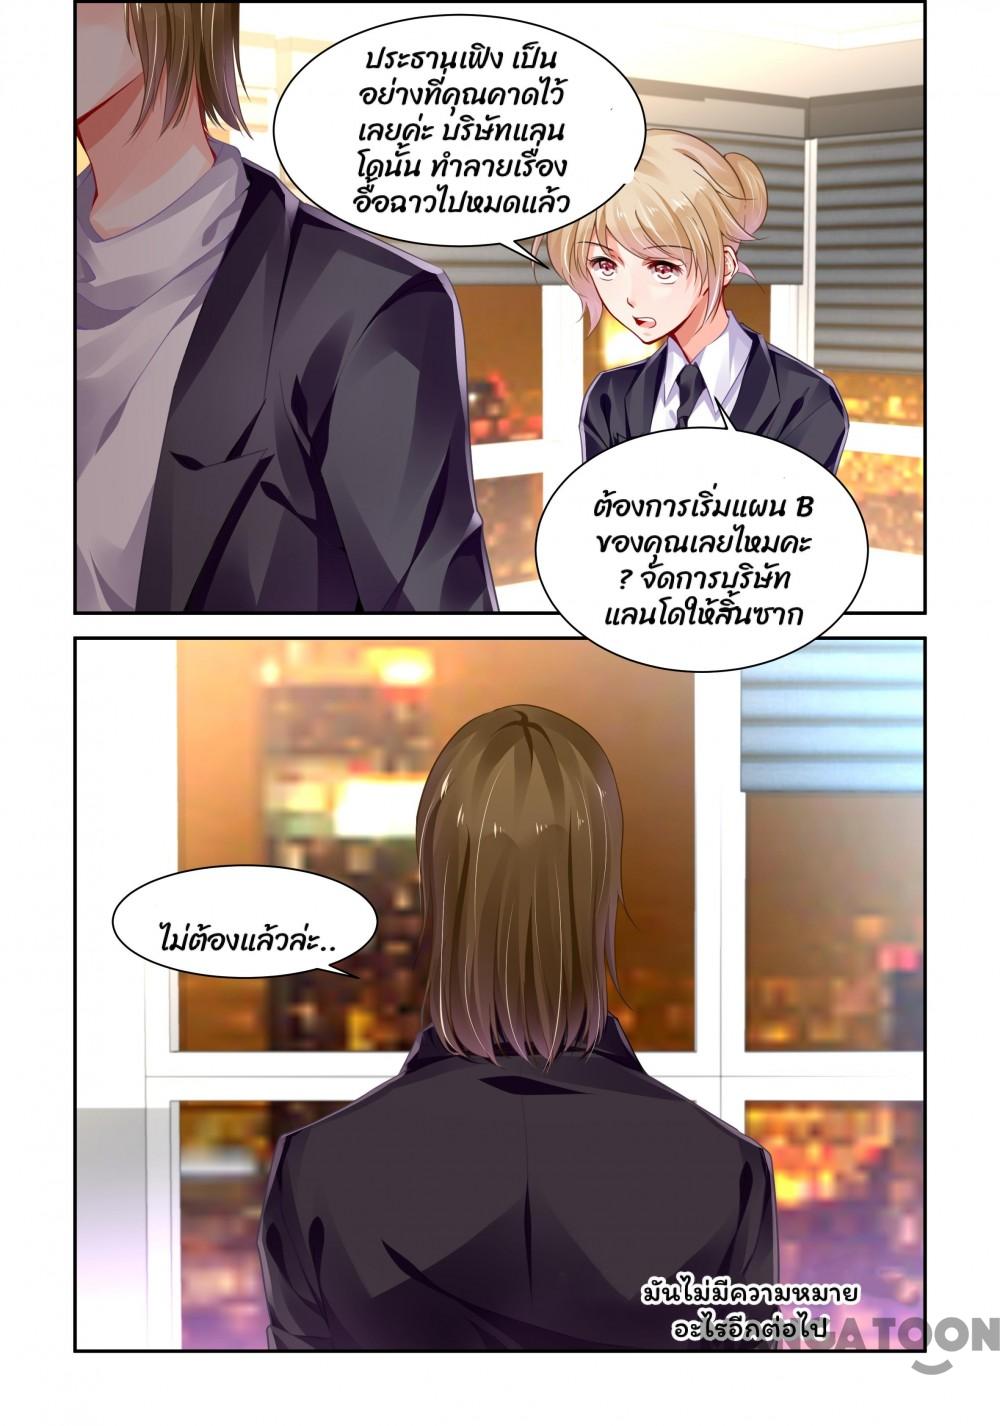 ประธานเฟิง เป็น
อย่างที่คุณคาดไว้
เลยค่ะ บริษัทแลน
โดนั้น ทำลายเรื่อง
อื้อฉาวไปหมดแล้ว
ต้องการเริ่มแผน B
ของคุณเลยไหมคะ
? จัดการบริษัท
แลนโดให้สิ้นซาก
ไม่ต้องแล้วล่ะ..
มันไม่มีความหมาย
อะไรอีกต่อไป
MANGATOON